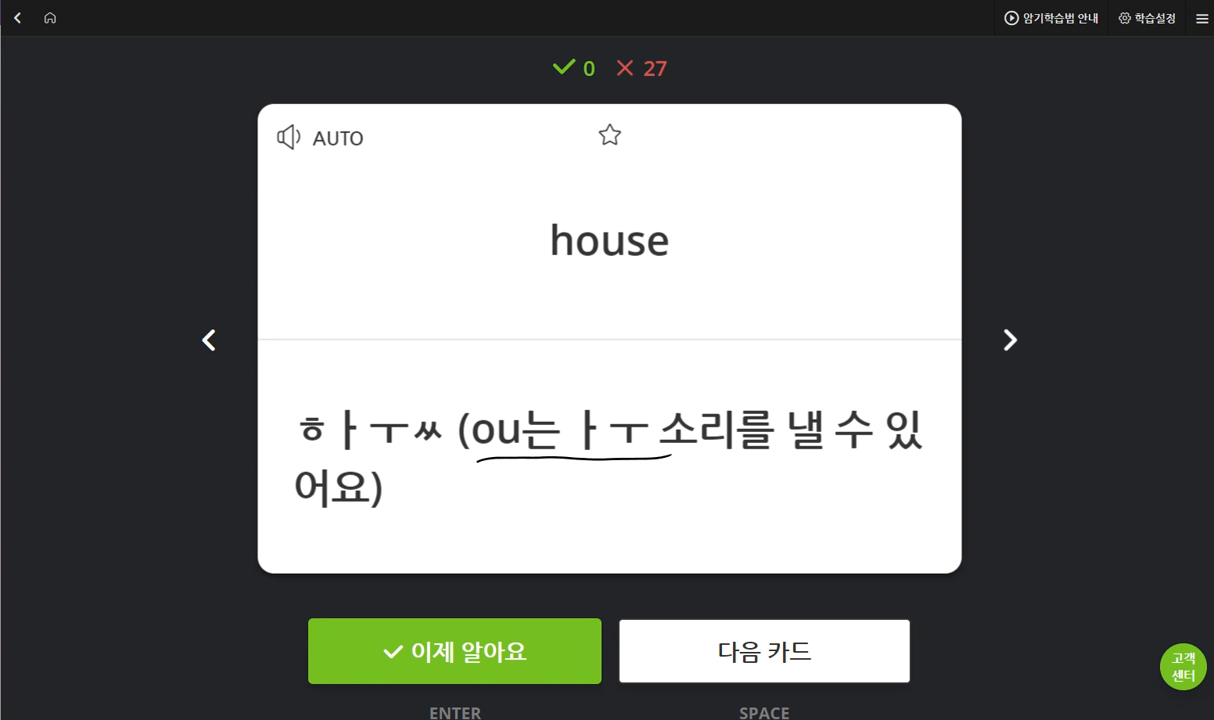 암기학습법 안내
학습설정
0
27
AUTO
house
ㅎㅏㅜㅆ (ou는 ㅏㅜ 소리를 낼 수 있
어요)
이제 알아요
다음 카드
고객
센터
ENTER
SPACE